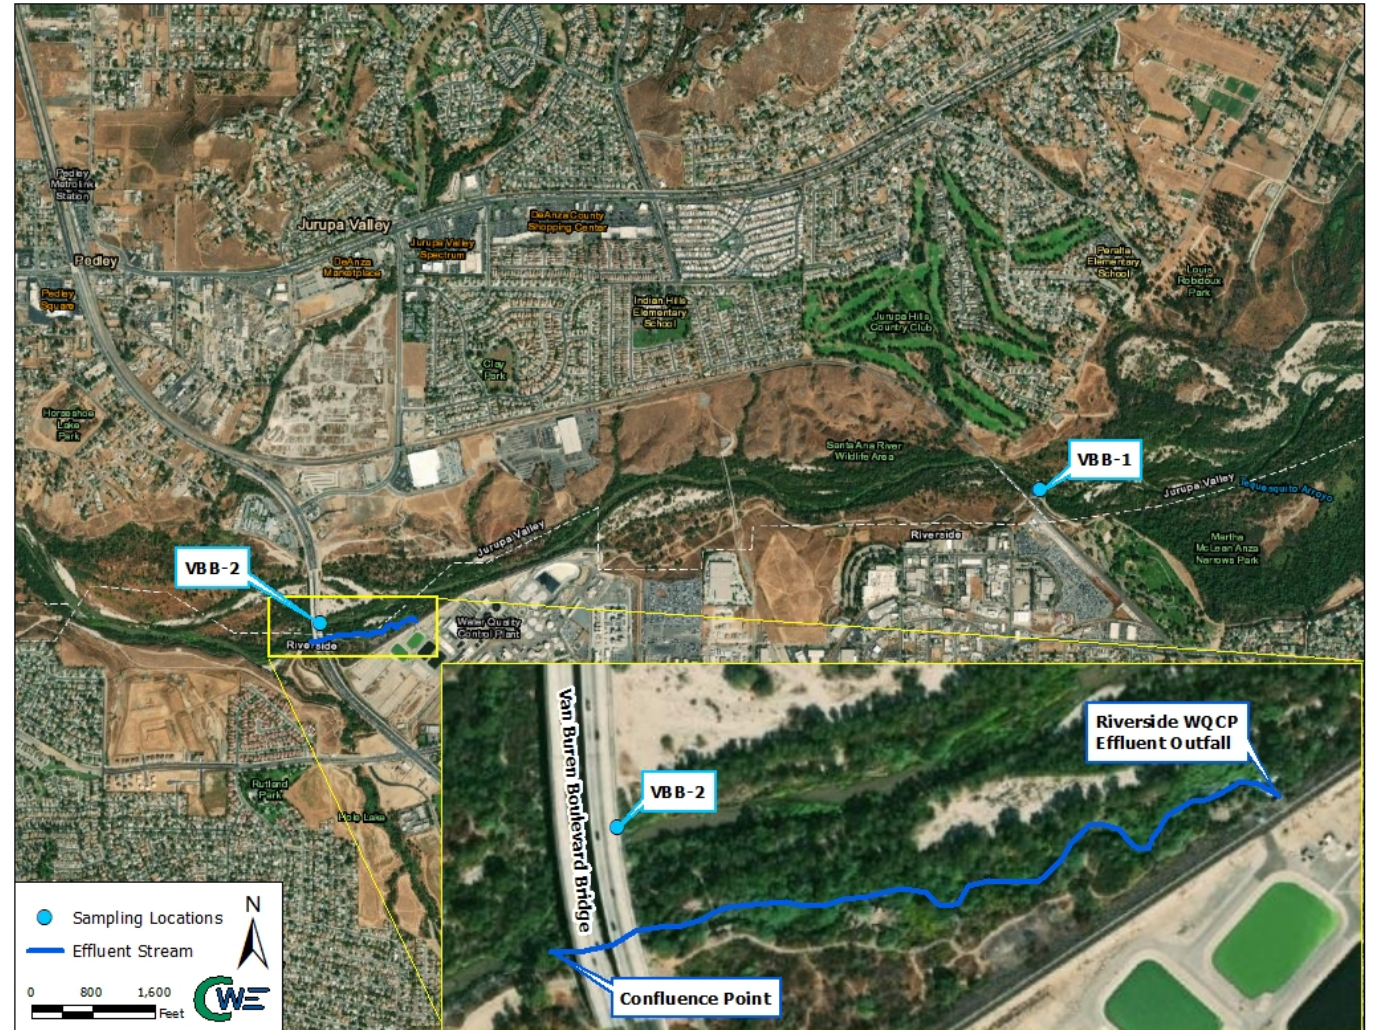 Pedley
Metrolink
Station
Jurupa Valley
DeAnza County
Shopping Center
Jurupa Valley
Spectrum
DeAnza
Marketplace
Pedley
Pedley
Square
Peralta
Elementary
School
Louis
Robidoux
Park
Indian Hills
Elementary
School
Jurupa Hills
Country Club
Clay
Park
Horseshoe
Lake
Park
Santa Ana River
Wildlife Area
VBB-1
Jurupa Valley
Tequesquito Arroyo
Jurupa Valley
Riverside
Martha
McLean Anza
Narrows Park
VBB-2
Water Quality
Control Plant
Riverside
Rutland
Park
Hole Lake
Van Buren Boulevard Bridge
VBB-2
Riverside WQCP
Effluent Outfall
Confluence Point
Sampling Locations
N
Effluent Stream
0 800 1,600
Feet
CWE